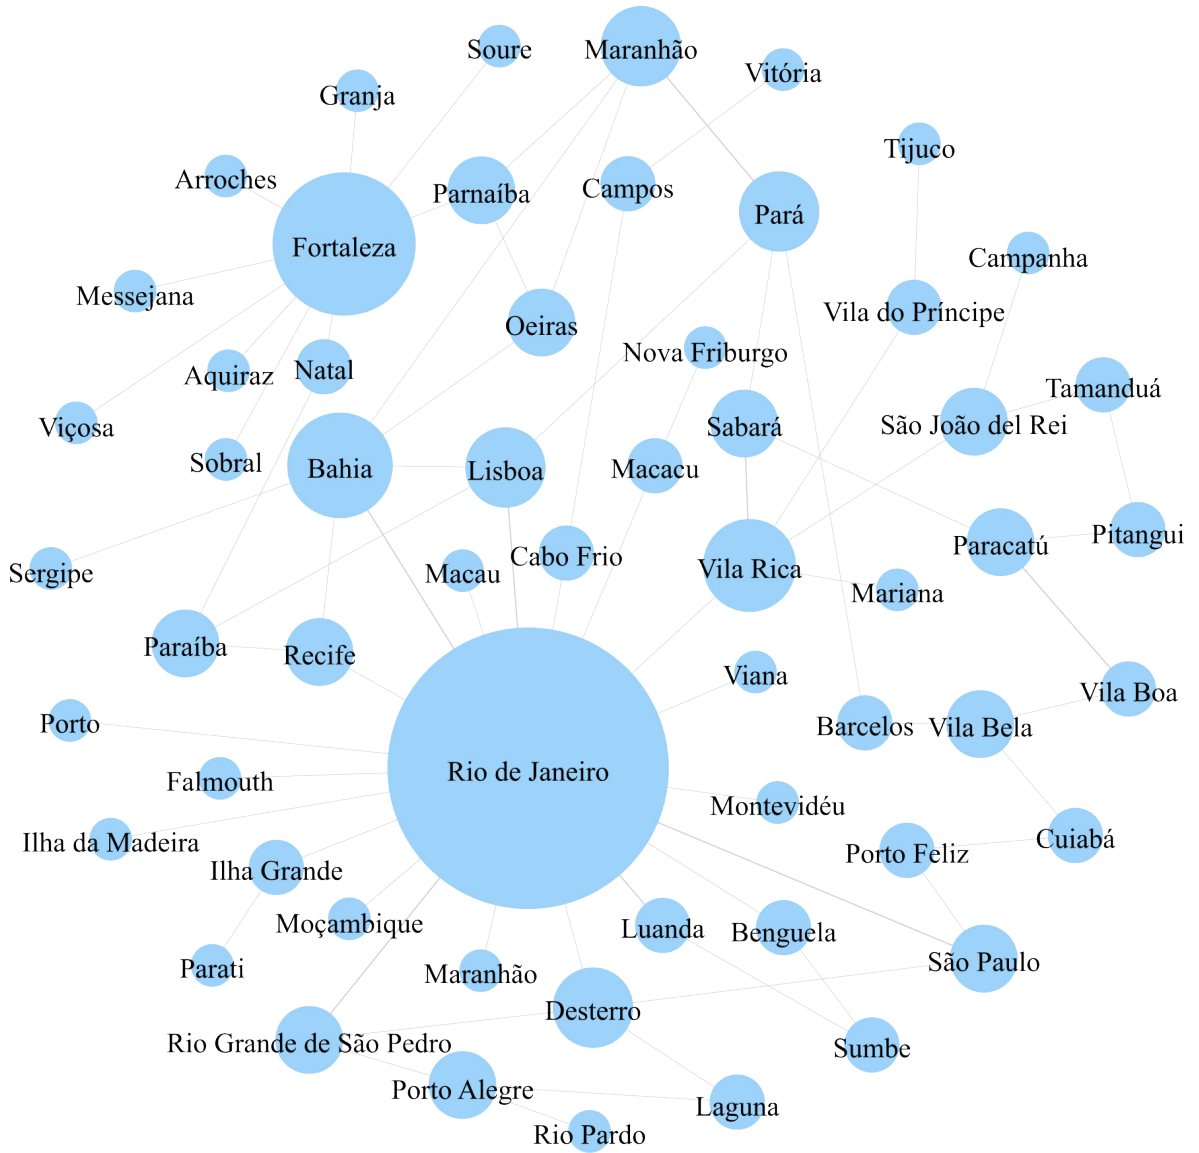 Soure
Maranhão
Vitória
Granja
Tijuco
Arroches
Parnaíba
Campos
Pará
Fortaleza
Campanha
Messejana
Oeiras
Vila do Príncipe
Nova Friburgo
Aquiraz
Natal
Tamanduá
Viçosa
Sabará
São João del Rei
Sobral
Bahia
Lisboa
Macacu
Pitangui
Paracatú
Cabo Frio
Sergipe
Macau
Vila Rica
Mariana
Paraíba
Recife
Viana
Vila Boa
Porto
Barcelos
Vila Bela
Rio de Janeiro
Falmouth
Montevidéu
Ilha da Madeira
Cuiabá
Porto Feliz
Ilha Grande
Moçambique
Luanda
Benguela
Parati
Maranhão
São Paulo
Desterro
Rio Grande de São Pedro
Sumbe
Porto Alegre
Laguna
Rio Pardo